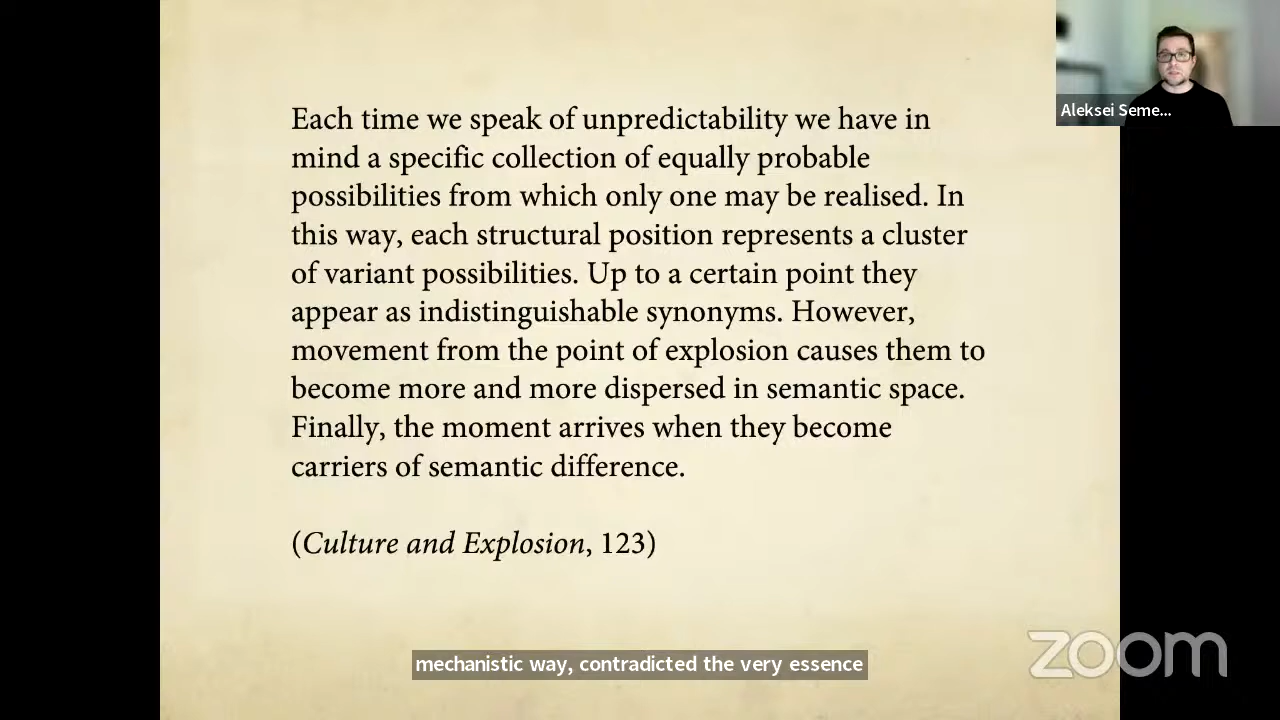 Each time we speak of unpredictability we have in
mind a specific collection of equally probable
possibilities from which only one may be realised. In
this way, each structural position represents a cluster
of variant possibilities. Up to a certain point they
appear as indistinguishable synonyms. However,
movement from the point of explosion causes them to
become more and more dispersed in semantic space.
Finally, the moment arrives when they become
carriers of semantic difference.
(Culture and Explosion, 123)
Aleksei Seme...
mechanistic way, contradicted the very essence
zoom